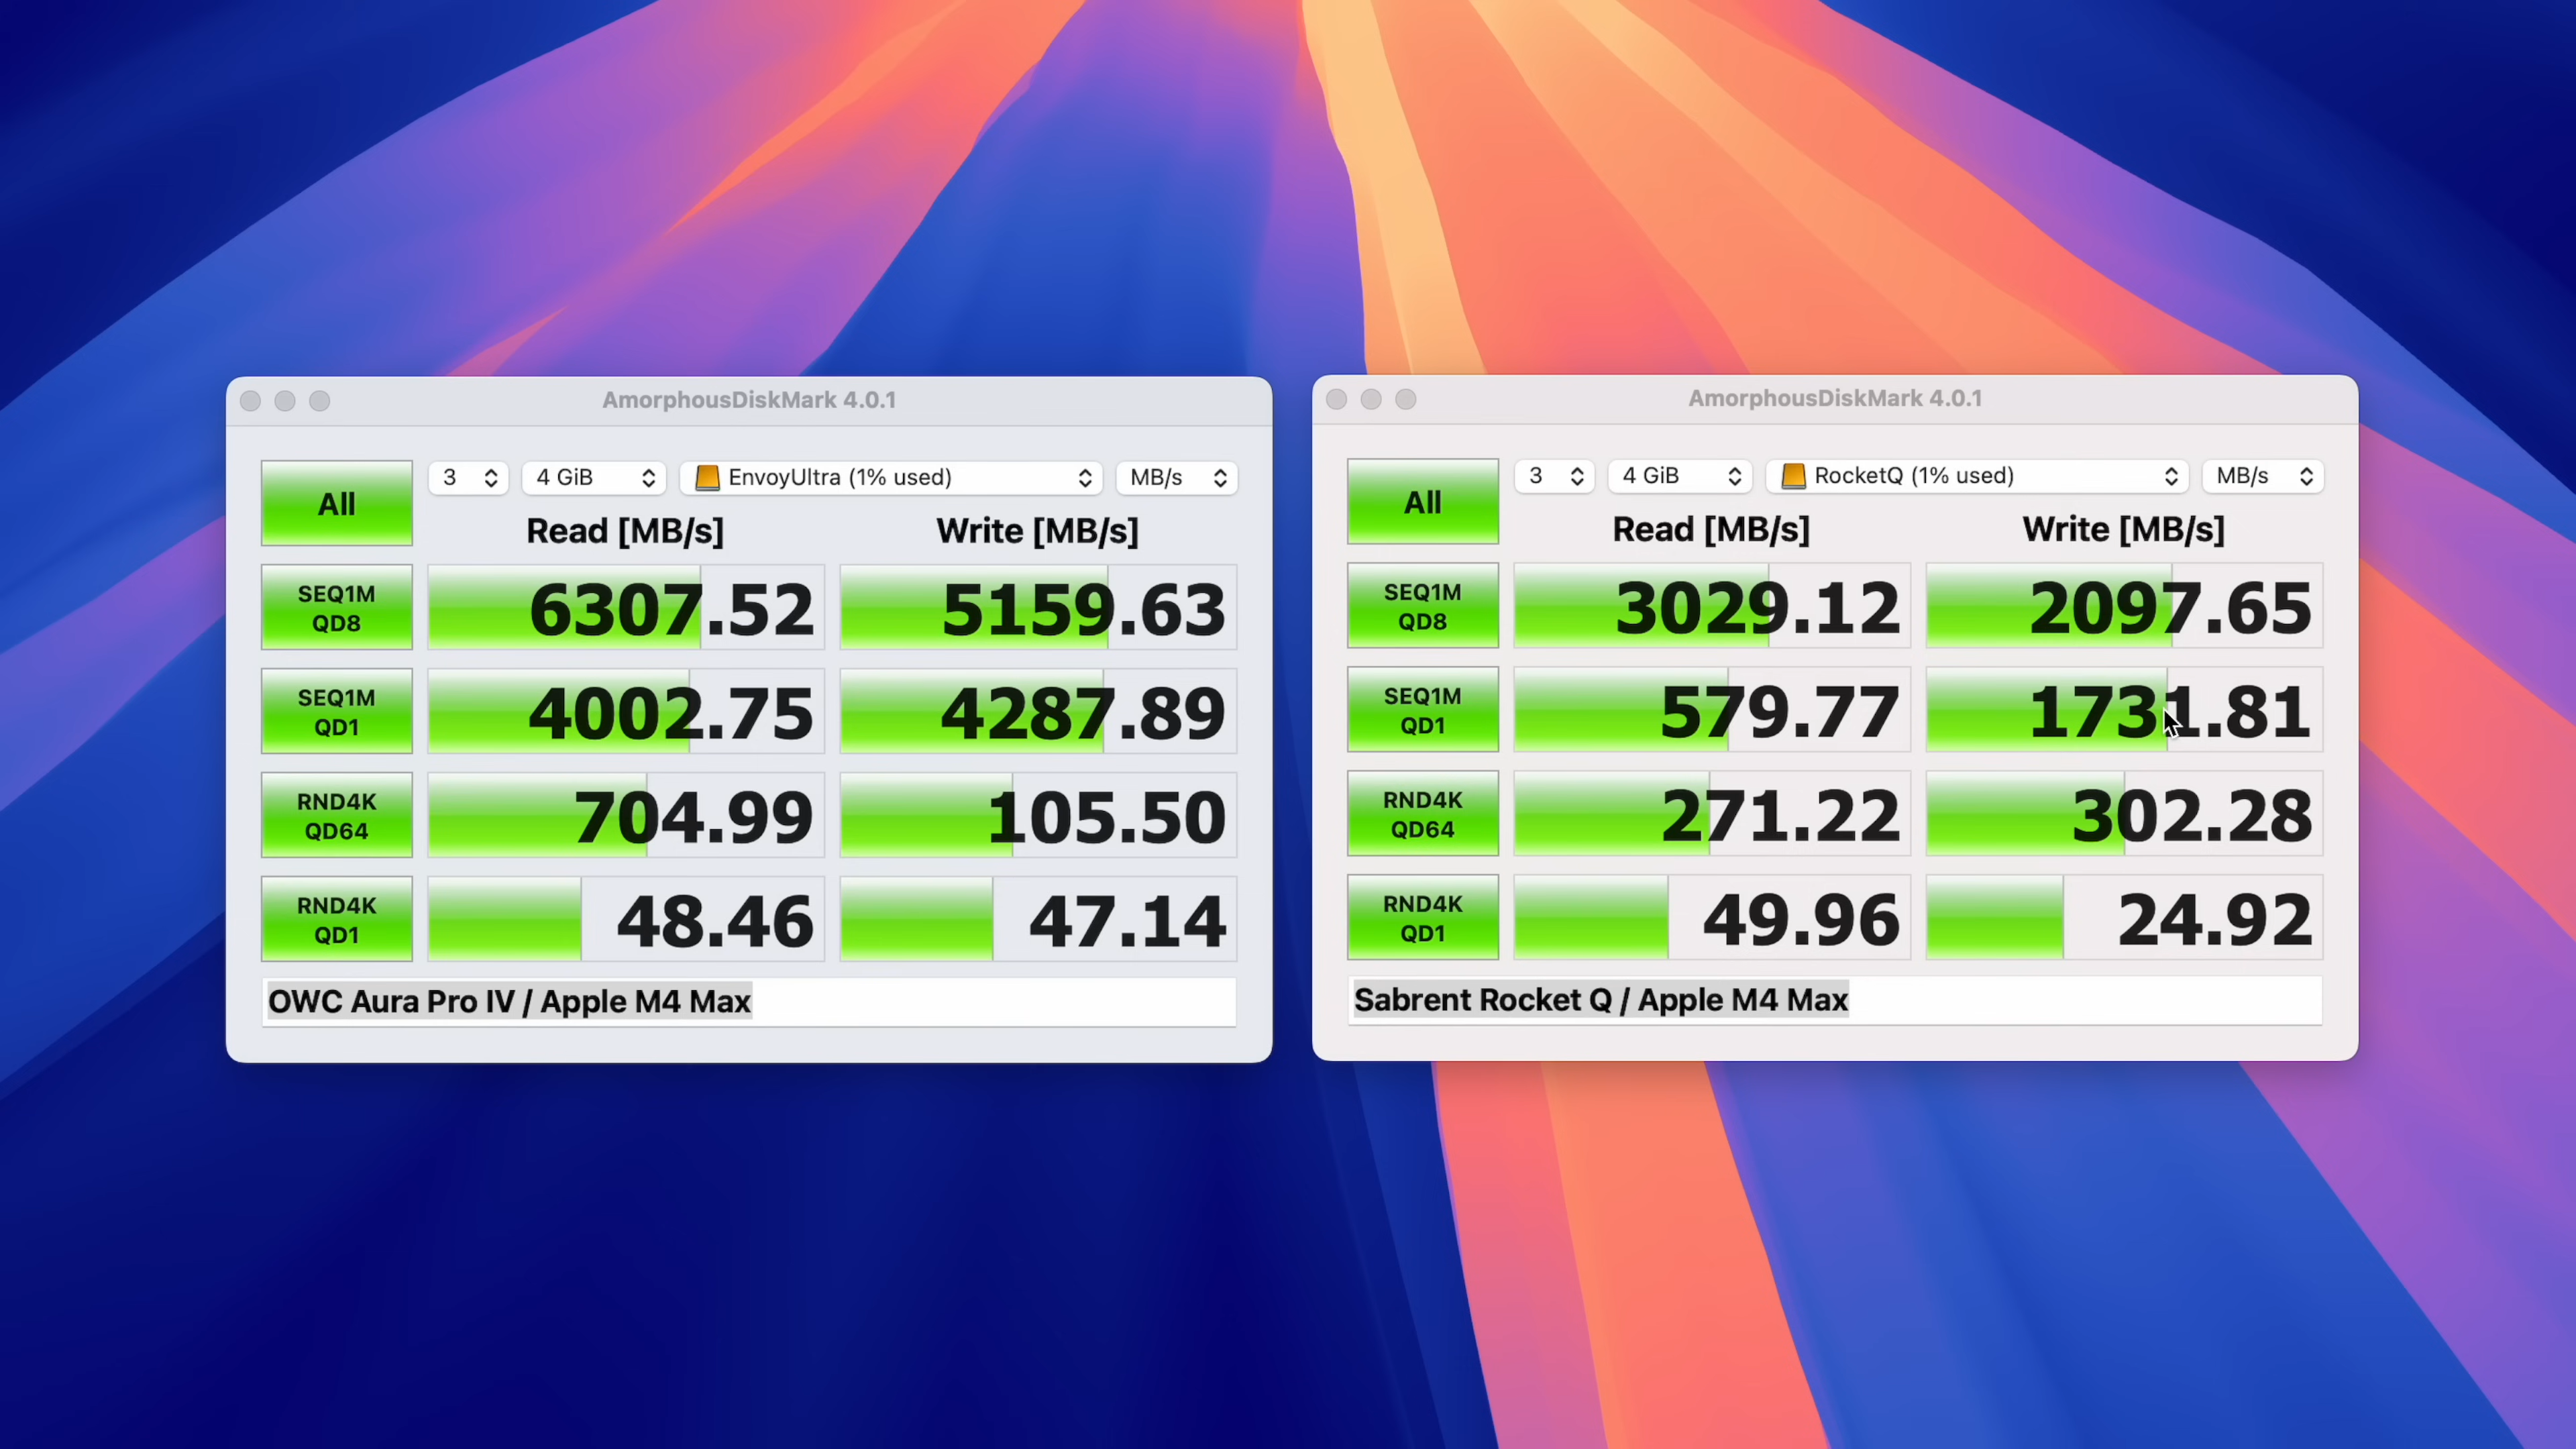 AmorphousDiskMark 4.0.1
All
3
4 GiB
EnvoyUltra (1% used)
MB/s
Read [MB/s]
Write [MB/s]
SEQ1M
QD8
6307.52
5159.63
SEQ1M
QD1
4002.75
4287.89
RND4K
QD64
704.99
105.50
RND4K
QD1
48.46
47.14
OWC Aura Pro IV / Apple M4 Max
AmorphousDiskMark 4.0.1
All
3
4 GiB
RocketQ (1% used)
MB/s
Read [MB/s]
Write [MB/s]
SEQ1M
QD8
3029.12
2097.65
SEQ1M
QD1
579.77
1731.81
RND4K
QD64
271.22
302.28
RND4K
QD1
49.96
24.92
Sabrent Rocket Q / Apple M4 Max